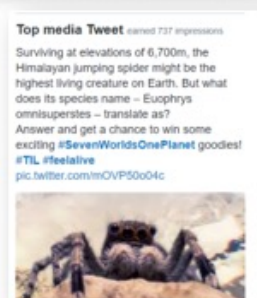 Top media Tweet earned 737 impressions
Surviving at elevations of 6,700m, the
Himalayan jumping spider might be the
highest living creature on Earth. But what
does its species name – Euophrys
omnisuperstes – translate as?
Answer and get a chance to win some
exciting #SevenWorldsOnePlanet goodies!
#TIL #feelalive
pic.twitter.com/mOVP50o04c